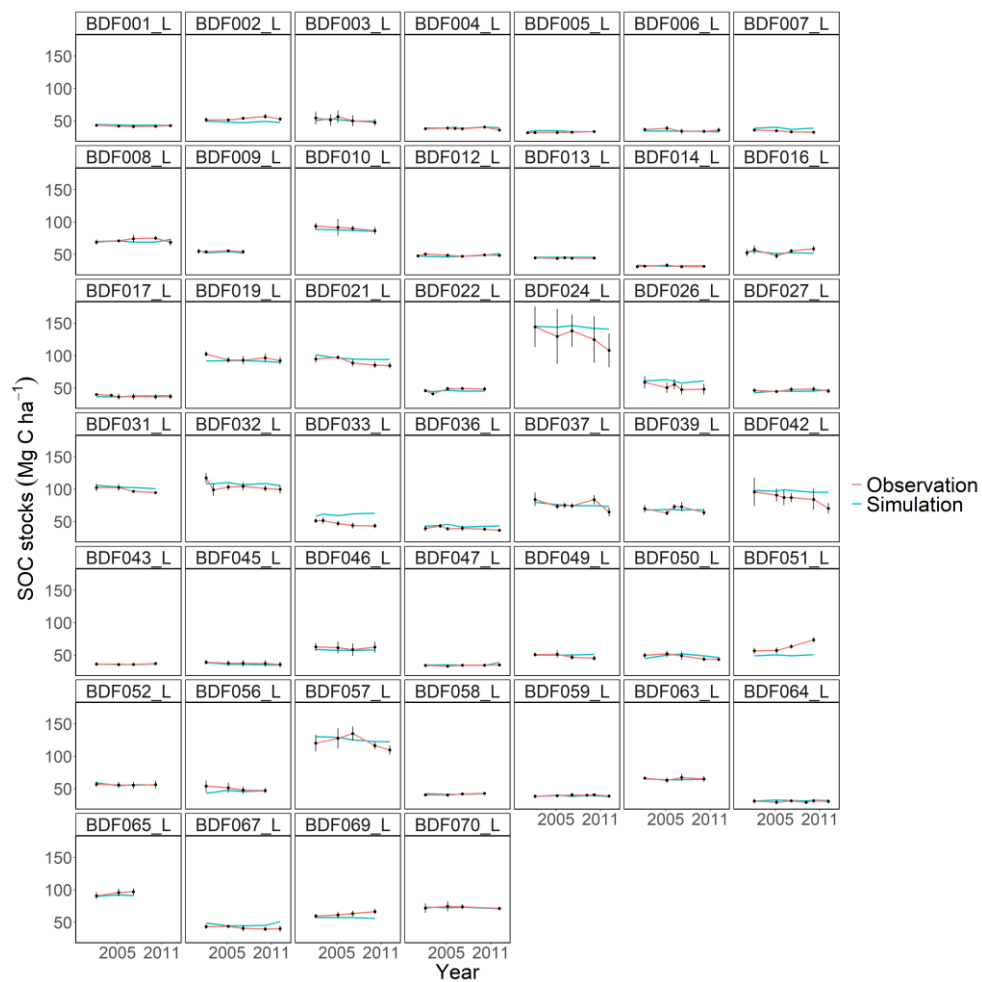 BDF001_L BDF002_L BDF003_L BDF004_L BDF005_L BDF006_L BDF007_L
150
100
50
BDF008_L BDF009_L BDF010_L BDF012_L BDF013_L BDF014_L BDF016_L
150
100
50
BDF017_L BDF019_L BDF021_L BDF022_L BDF024_L BDF026_L BDF027_L
150
100
50
BDF031_L BDF032_L BDF033_L BDF036_L BDF037_L BDF039_L BDF042_L
150
100
50
BDF043_L BDF045_L BDF046_L BDF047_L BDF049_L BDF050_L BDF051_L
150
100
50
BDF052_L BDF056_L BDF057_L BDF058_L BDF059_L BDF063_L BDF064_L
150
100
50
2005 2011 2005 2011 2005 2011
BDF065_L BDF067_L BDF069_L BDF070_L
150
100
50
2005 2011 2005 2011 2005 2011 2005 2011
Year
SOC stocks (Mg C ha⁻¹)
Observation
Simulation